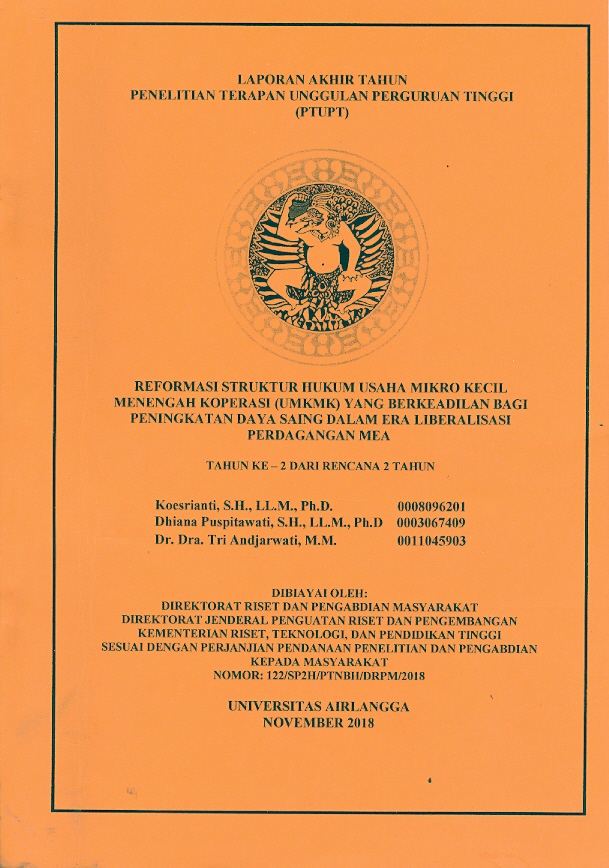 LAPORAN AKHIR TAHUN
PENELITIAN TERAPAN UNGGULAN PERGURUAN TINGGI
(PTUPT)
REFORMASI STRUKTUR HUKUM USAHA MIKRO KECIL
MENENGAH KOPERASI (UMKMK) YANG BERKEADILAN BAGI
PENINGKATAN DAYA SAING DALAM ERA LIBERALISASI
PERDAGANGAN MEA
TAHUN KE – 2 DARI RENCANA 2 TAHUN
Koesrianti, S.H., LL.M., Ph.D. 0008096201
Dhiana Puspitawati, S.H., LL.M., Ph.D 0003067409
Dr. Dra. Tri Andjarwati, M.M. 0011045903
DIBIAYAI OLEH:
DIREKTORAT RISET DAN PENGABDIAN MASYARAKAT
DIREKTORAT JENDERAL PENGUATAN RISET DAN PENGEMBANGAN
KEMENTERIAN RISET, TEKNOLOGI, DAN PENDIDIKAN TINGGI
SESUAI DENGAN PERJANJIAN PENDANAAN PENELITIAN DAN PENGABDIAN
KEPADA MASYARAKAT
NOMOR: 122/SP2H/PTNBH/DRPM/2018
UNIVERSITAS AIRLANGGA
NOVEMBER 2018